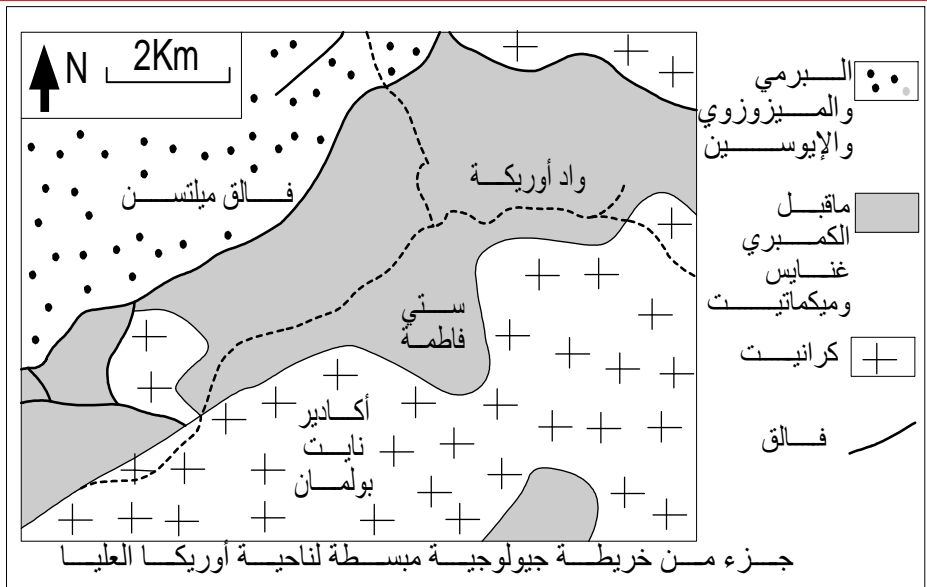 N
2Km
فالق ميلتسن
واد أوريكة
ستي
فاطمة
أكادير
نايت
بولمان
البرمي
والميزوزوي
والإيوسين
ماقبل
الكمبري
غنايس
وميكماتيت
كرانيت
فالق
جزء من خريطة جيولوجية مبسطة لناحية أوريكا العليا